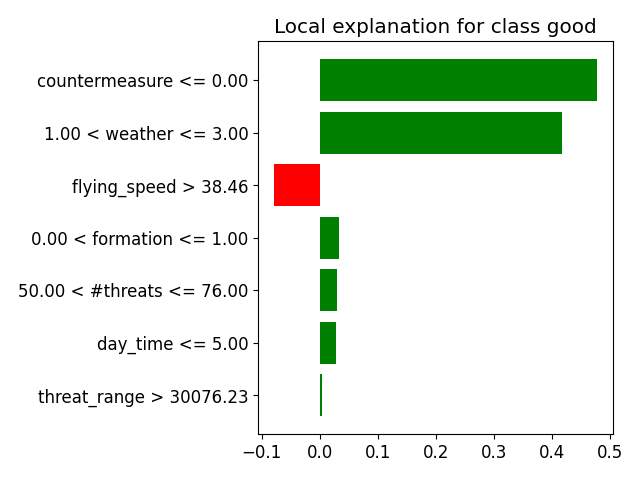 Local explanation for class good
countermeasure <= 0.00
1.00 < weather <= 3.00
flying_speed > 38.46
0.00 < formation <= 1.00
50.00 < #threats <= 76.00
day_time <= 5.00
threat_range > 30076.23
−0.1 0.0 0.1 0.2 0.3 0.4 0.5